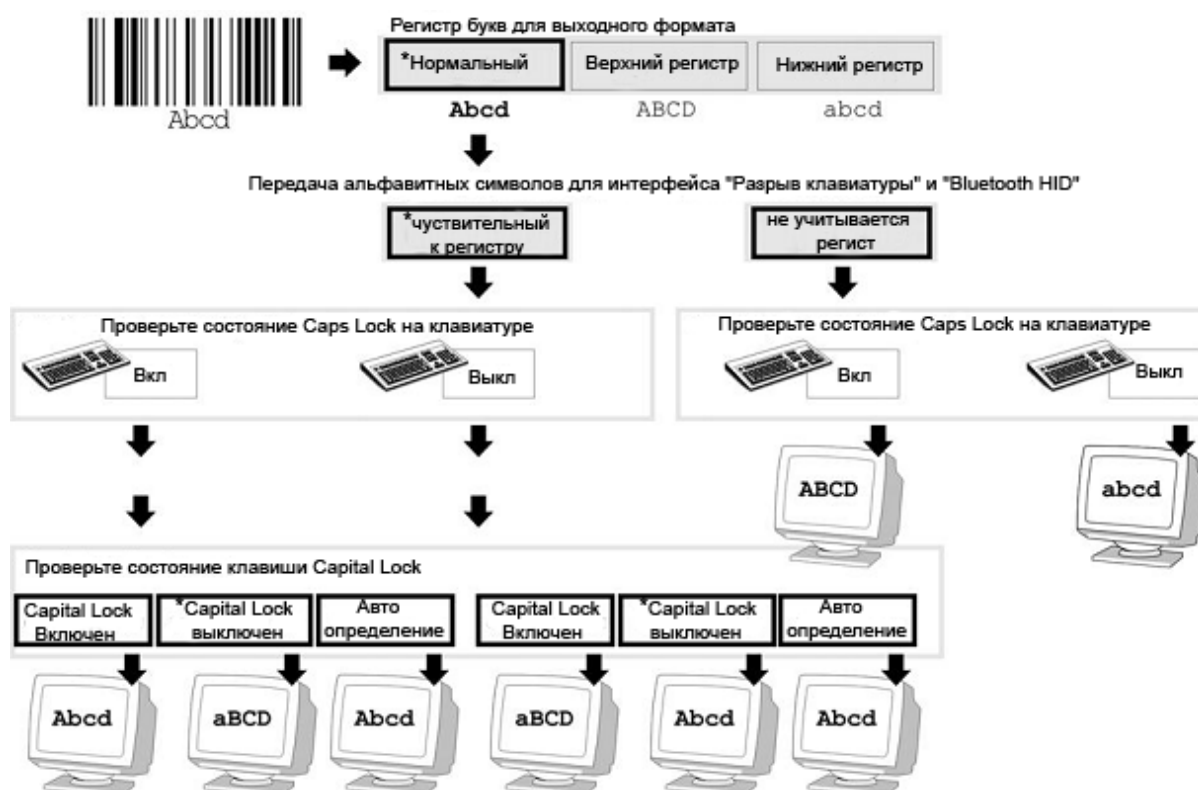 Регистр букв для выходного формата
*Нормальный
Верхний регистр
Нижний регистр
Abcd
Abcd
ABCD
abcd
Передача альфавитных символов для интерфейса "Разрыв клавиатуры" и "Bluetooth HID"
*чуствительный
к регистру
не учитывается
регист
Проверьте состояние Caps Lock на клавиатуре
Вкл
Выкл
Проверьте состояние Caps Lock на клавиатуре
Вкл
Выкл
ABCD
abcd
Проверьте состояние клавиши Capital Lock
Capital Lock
Включен
*Capital Lock
выключен
Авто
определение
Capital Lock
Включен
*Capital Lock
выключен
Авто
определение
Abcd
aBCD
Abcd
aBCD
Abcd
Abcd